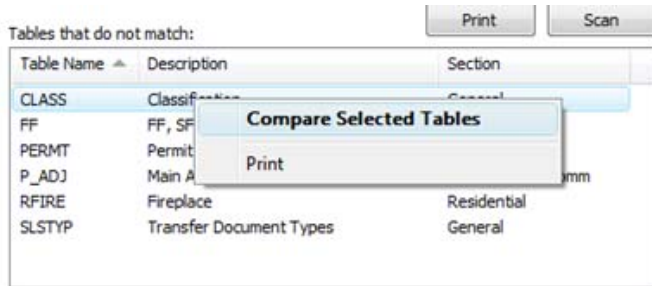 Print Scan
Tables that do not match:
Table Name Description Section
CLASS
Compare Selected Tables
FF FF, SF
PERMT Permit
Print
P_ADJ Main A
RFIRE Fireplace Residential
SLSTYP Transfer Document Types General